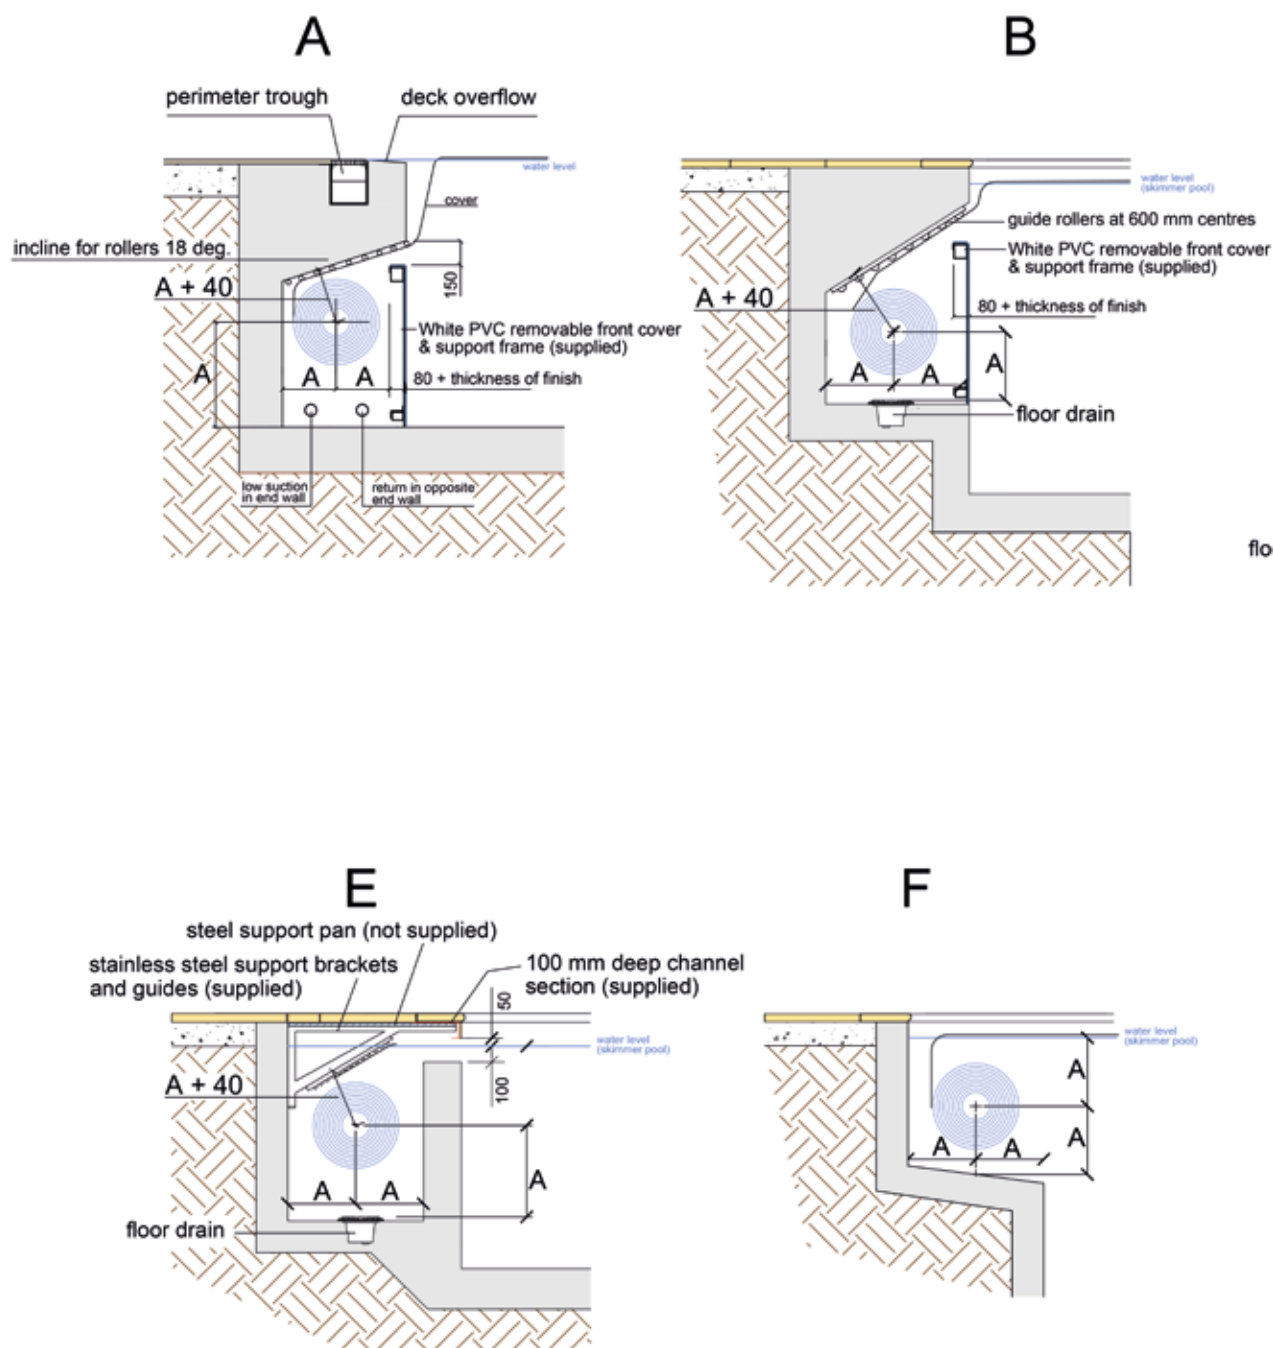 A
perimeter trough
deck overflow
water level
cover
incline for rollers 18 deg.
150
A + 40
White PVC removable front cover
& support frame (supplied)
A
A
A
80 + thickness of finish
low suction
in end wall
return in opposite
end wall
B
water level
(skimmer pool)
guide rollers at 600 mm centres
White PVC removable front cover
& support frame (supplied)
A + 40
80 + thickness of finish
A
A
A
floor drain
flo
E
steel support pan (not supplied)
stainless steel support brackets
and guides (supplied)
100 mm deep channel
section (supplied)
50
water level
(skimmer pool)
A + 40
100
A
A
A
floor drain
F
water level
(skimmer pool)
A
A
A
A